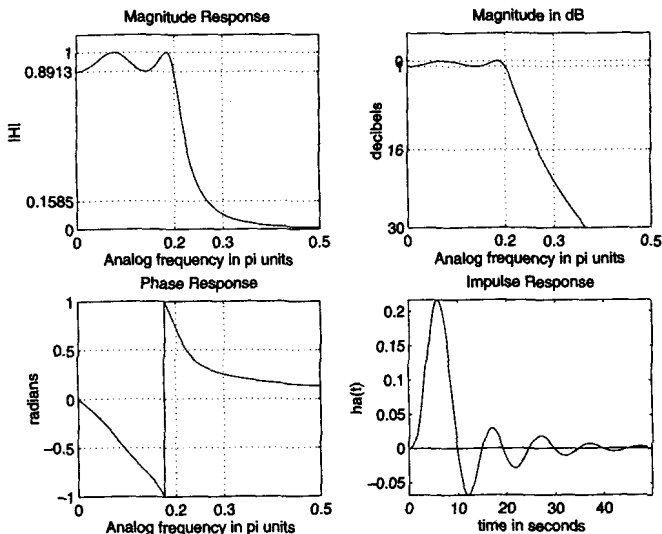 Magnitude Response
1
0.8913
|H|
0.1585
0
0 0.2 0.3 0.5
Analog frequency in pi units
Magnitude in dB
0
1
decibels
16
30
0 0.2 0.3 0.5
Analog frequency in pi units
Phase Response
1
0.5
radians
0
−0.5
−1
0 0.2 0.3 0.5
Analog frequency in pi units
Impulse Response
0.2
0.15
0.1
ha(t)
0.05
0
−0.05
0 10 20 30 40
time in seconds